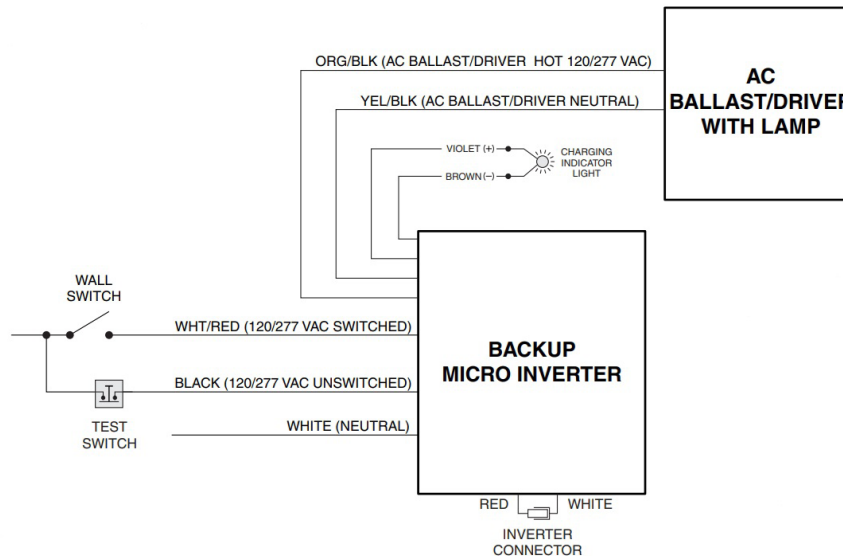 ORG/BLK (AC BALLAST/DRIVER HOT 120/277 VAC)
YEL/BLK (AC BALLAST/DRIVER NEUTRAL)
AC
BALLAST/DRIVER
WITH LAMP
VIOLET (+)
BROWN (–)
CHARGING
INDICATOR
LIGHT
WALL
SWITCH
WHT/RED (120/277 VAC SWITCHED)
BLACK (120/277 VAC UNSWITCHED)
TEST
SWITCH
WHITE (NEUTRAL)
BACKUP
MICRO INVERTER
RED
WHITE
INVERTER
CONNECTOR